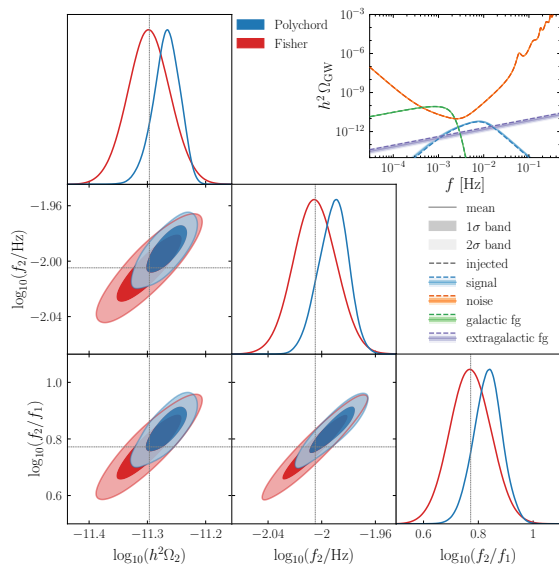 Polychord
Fisher
10⁻³
10⁻⁶
10⁻⁹
10⁻¹²
h² Ω_GW
10⁻⁴ 10⁻³ 10⁻² 10⁻¹
f [Hz]
mean
1σ band
2σ band
injected
signal
noise
galactic fg
extragalactic fg
−1.96
−2.00
−2.04
log₁₀(f₂/Hz)
1.0
0.8
0.6
log₁₀(f₂/f₁)
−11.4 −11.3 −11.2
log₁₀(h²Ω₂)
−2.04 −2 −1.96
log₁₀(f₂/Hz)
0.6 0.8 1
log₁₀(f₂/f₁)